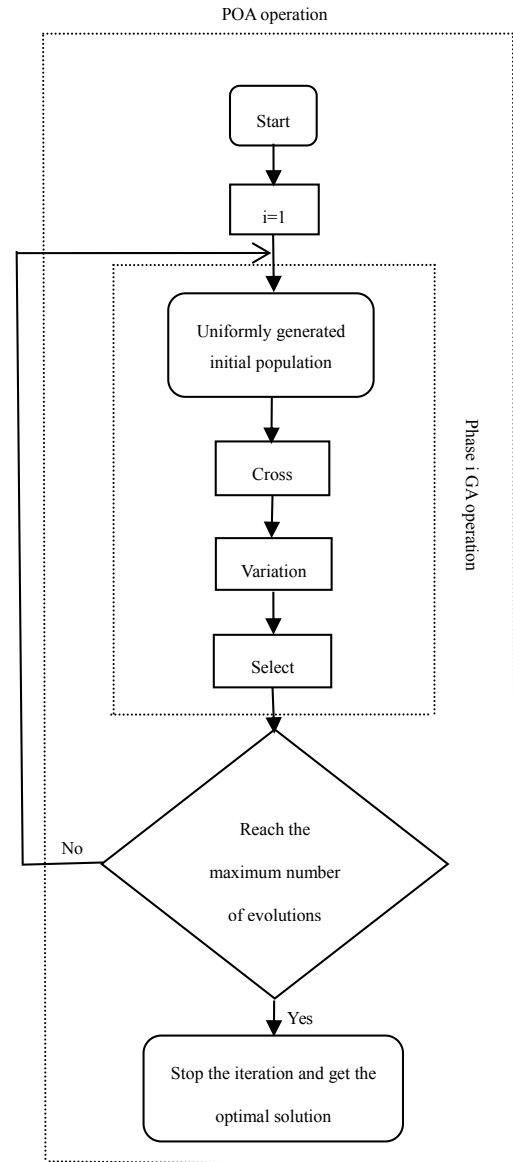 POA operation
Start
i=1
Uniformly generated
initial population
Cross
Phase i GA operation
Variation
Select
Reach the
maximum number
of evolutions
No
Yes
Stop the iteration and get the
optimal solution